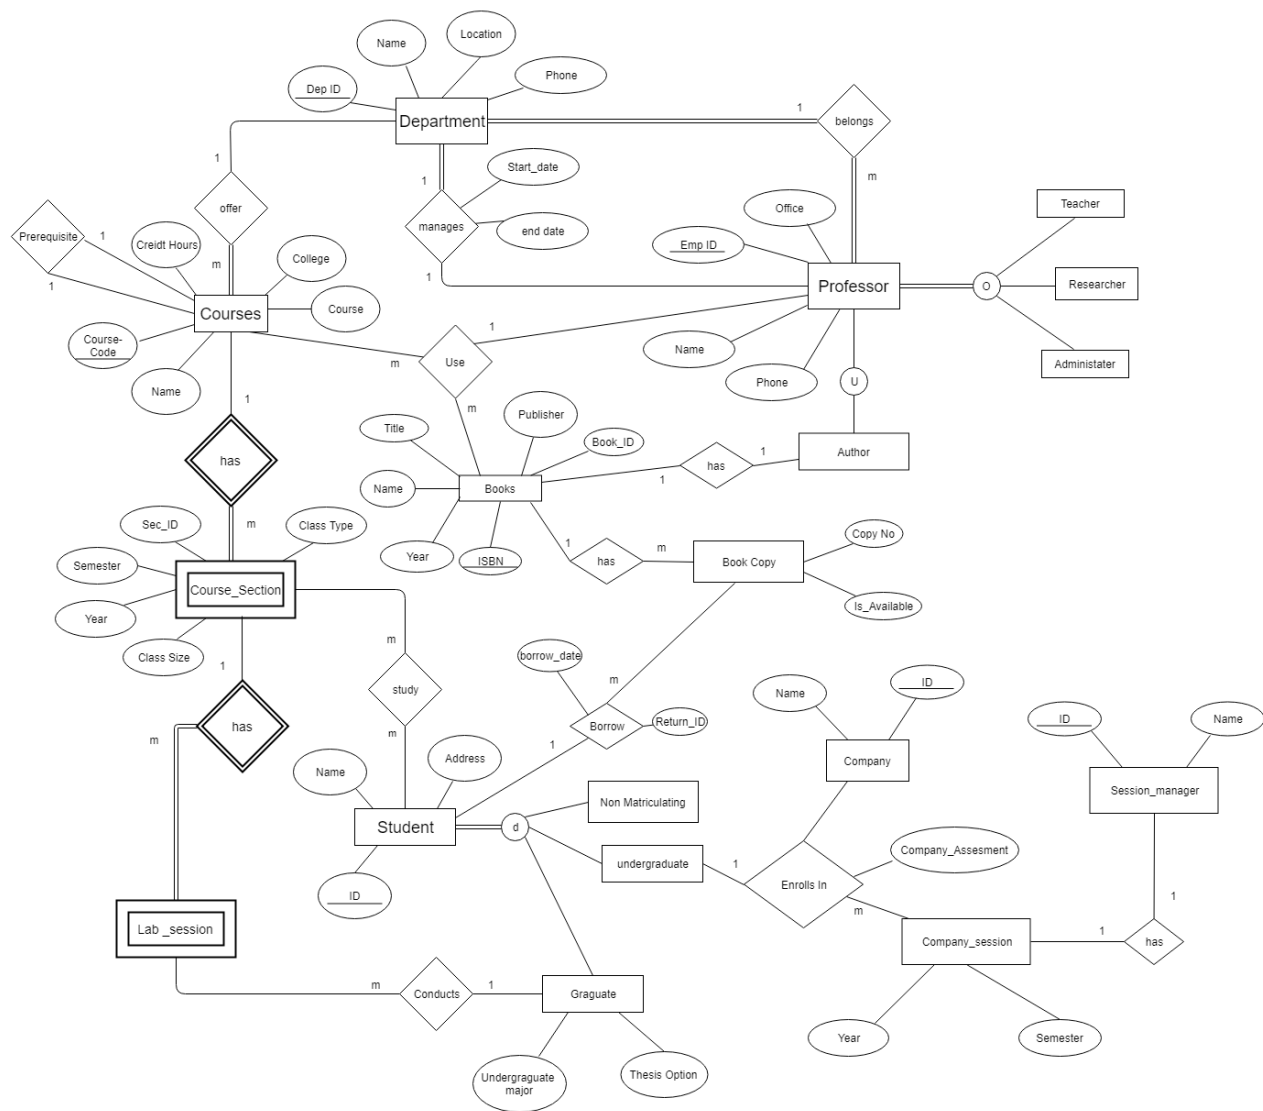 Name
Location
Phone
Dep ID
Department
1
belongs
1
m
offer
1
m
Start_date
1
manages
end date
1
Office
Emp ID
Professor
Name
Phone
O
Teacher
Researcher
Administater
Prerequisite
1
1
Creidt Hours
College
Courses
Course
Course-
Code
Name
1
m
Use
m
U
Author
1
has
1
Publisher
Title
Book_ID
Name
Books
Year
ISBN
1
has
m
Book Copy
Copy No
Is_Available
has
m
Sec_ID
Class Type
Semester
Course_Section
Year
Class Size
1
has
m
m
study
m
borrow_date
m
Borrow
Return_ID
1
Name
Address
Student
ID
d
Non Matriculating
undergraduate
1
Enrolls In
Company_Assesment
m
Name
ID
Company
ID
Name
Session_manager
1
has
1
Company_session
Year
Semester
Lab _session
m
Conducts
1
Graguate
Undergraguate
major
Thesis Option